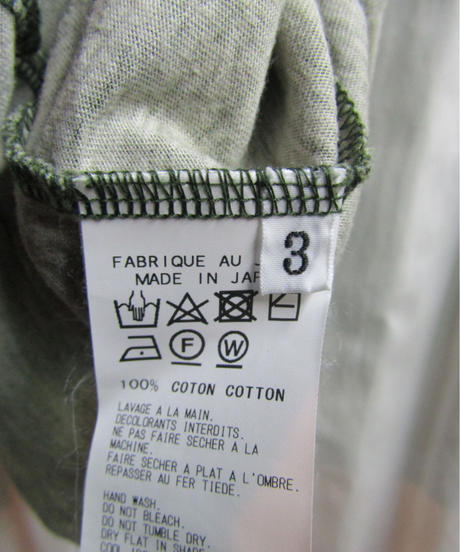 3
FABRIQUE AU
MADE IN
F W
100% COTON COTTON
LAVAGE A LA MAIN.
DECOLORANTS INTERDITS.
NE PAS FAIRE SECHER A LA
MACHINE.
FAIRE SECHER A PLAT A L'OMBRE.
REPASSER AU FER TIEDE.
HAND WASH.
DO NOT BLEACH.
DO NOT TUMBLE DRY.
DRY FLAT IN SHADE
COOL